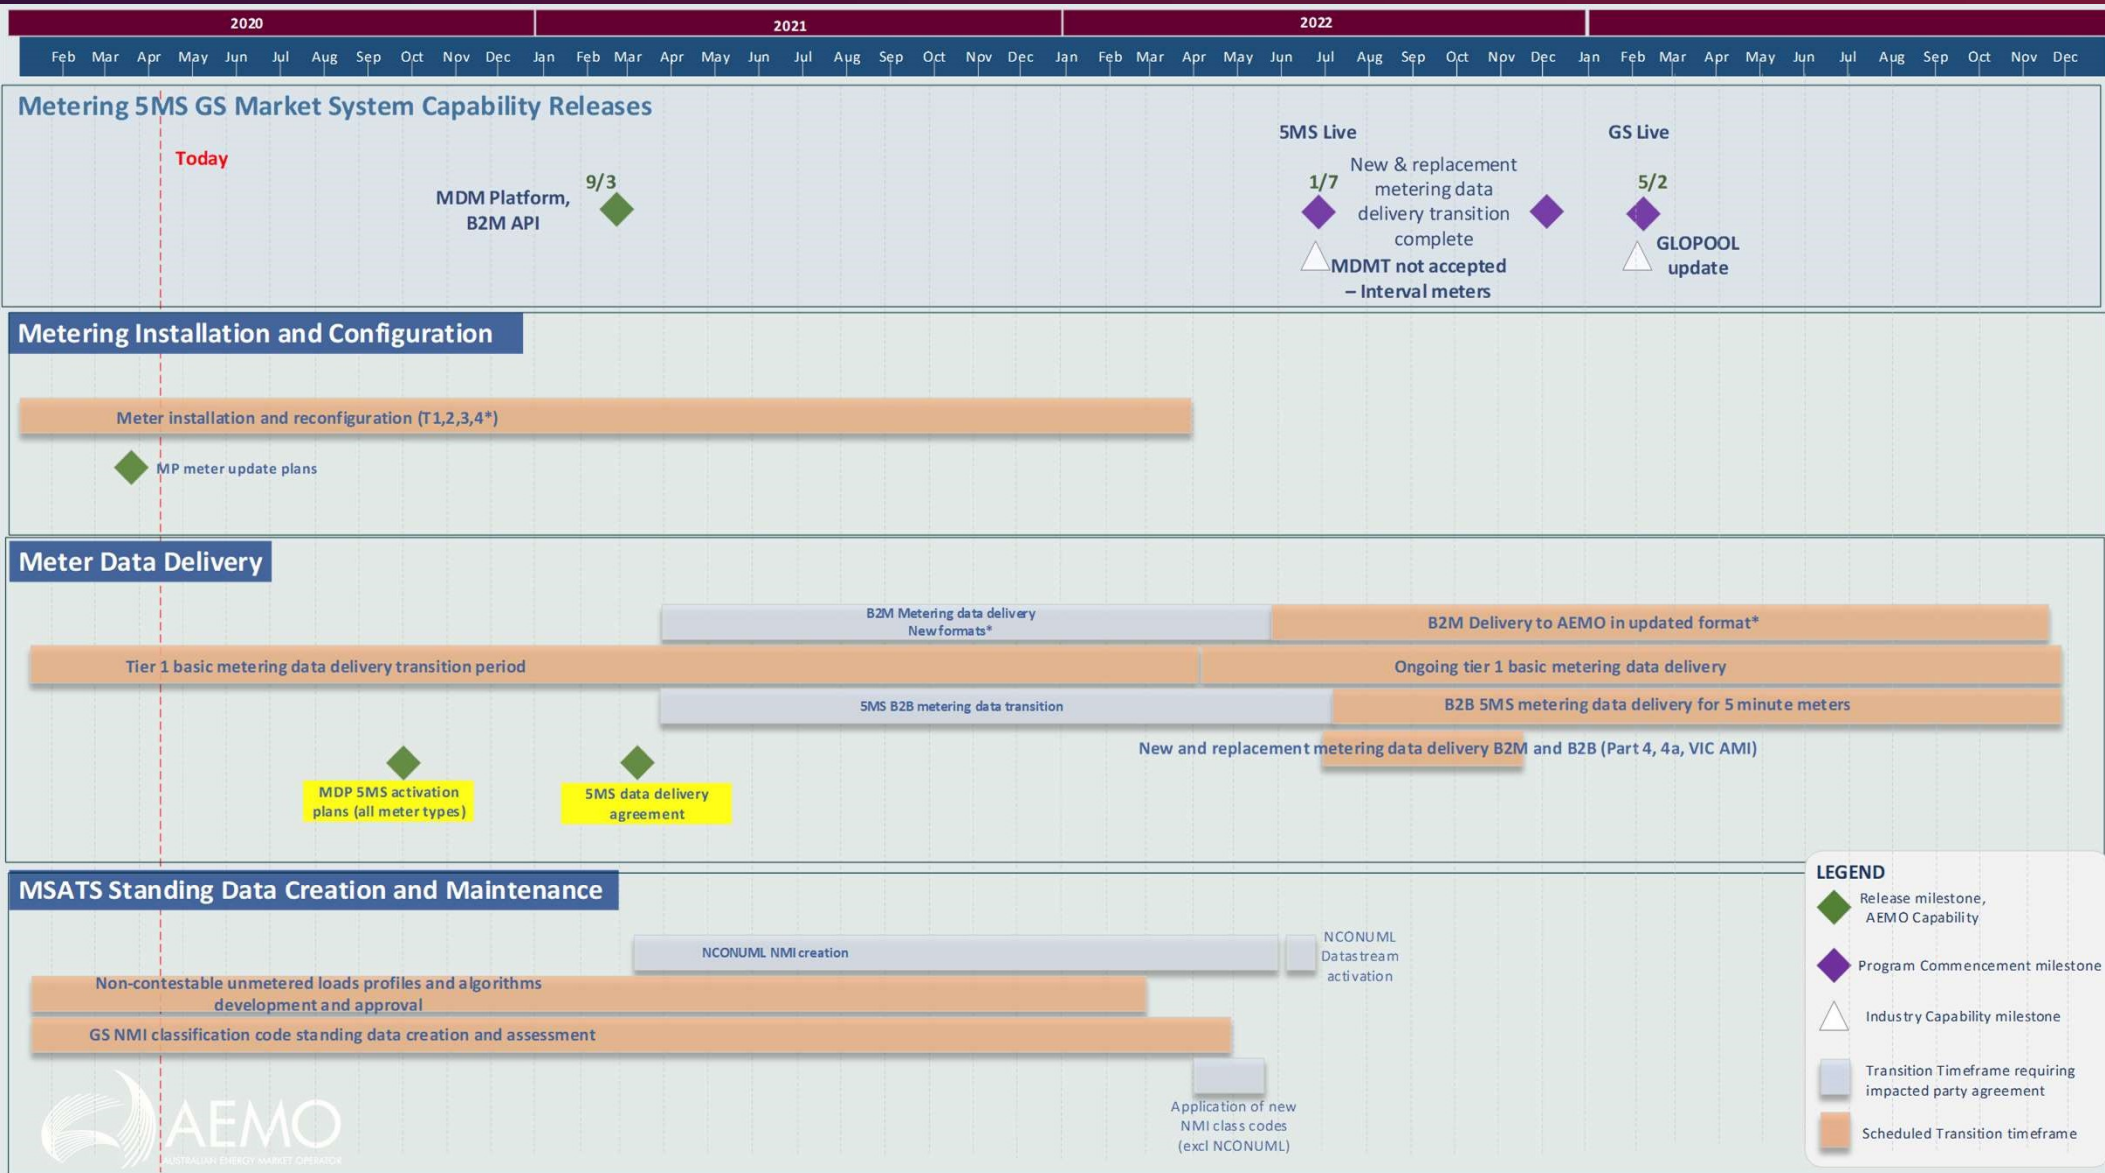 2020
2021
2022
Feb Mar Apr May Jun Jul Aug Sep Oct Nov Dec Jan Feb Mar Apr May Jun Jul Aug Sep Oct Nov Dec Jan Feb Mar Apr May Jun Jul Aug Sep Oct Nov Dec Jan Feb Mar Apr May Jun Jul Aug Sep Oct Nov Dec
Metering 5MS GS Market System Capability Releases
Today
MDM Platform,
B2M API
9/3
5MS Live
1/7
New & replacement
metering data
delivery transition
complete
MDMT not accepted
– Interval meters
GS Live
5/2
GLOPOOL
update
Metering Installation and Configuration
Meter installation and reconfiguration (T1,2,3,4*)
MP meter update plans
Meter Data Delivery
B2M Metering data delivery
New formats*
B2M Delivery to AEMO in updated format*
Tier 1 basic metering data delivery transition period
Ongoing tier 1 basic metering data delivery
5MS B2B metering data transition
B2B 5MS metering data delivery for 5 minute meters
New and replacement metering data delivery B2M and B2B (Part 4, 4a, VIC AMI)
MDP 5MS activation
plans (all meter types)
5MS data delivery
agreement
MSATS Standing Data Creation and Maintenance
NCONUML NMI creation
NCONUML
Datastream
activation
Non-contestable unmetered loads profiles and algorithms
development and approval
GS NMI classification code standing data creation and assessment
Application of new
NMI class codes
(excl NCONUML)
LEGEND
Release milestone,
AEMO Capability
Program Commencement milestone
Industry Capability milestone
Transition Timeframe requiring
impacted party agreement
Scheduled Transition timeframe
AEMO
AUSTRALIAN ENERGY MARKET OPERATOR